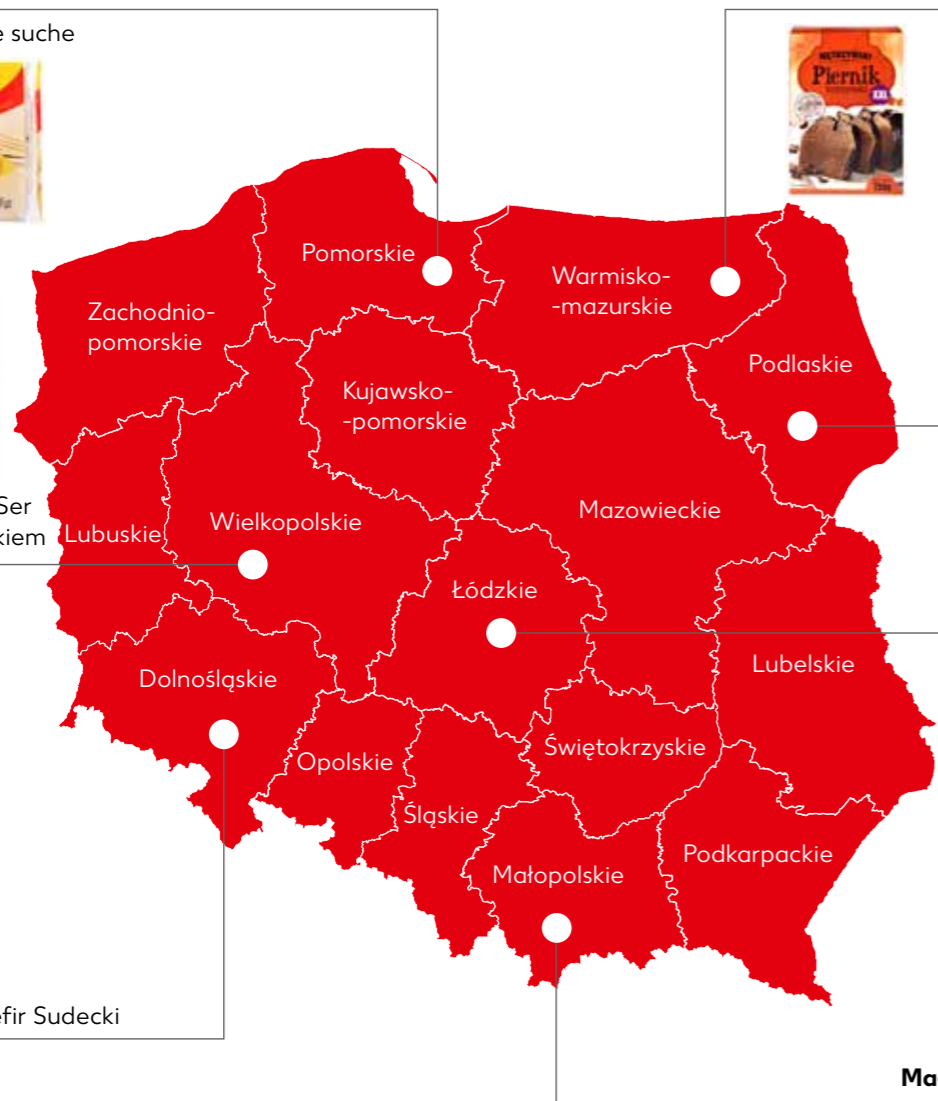 suche
Piernik
XXL
Pomorskie
Warmisko-
-mazurskie
Zachodnio-
pomorskie
Podlaskie
Kujawsko-
-pomorskie
Ser
kiem
Lubuskie
Wielkopolskie
Mazowieckie
Łódzkie
Lubelskie
Dolnośląskie
Świętokrzyskie
Opolskie
Śląskie
Podkarpackie
Małopolskie
efir Sudecki
Ma